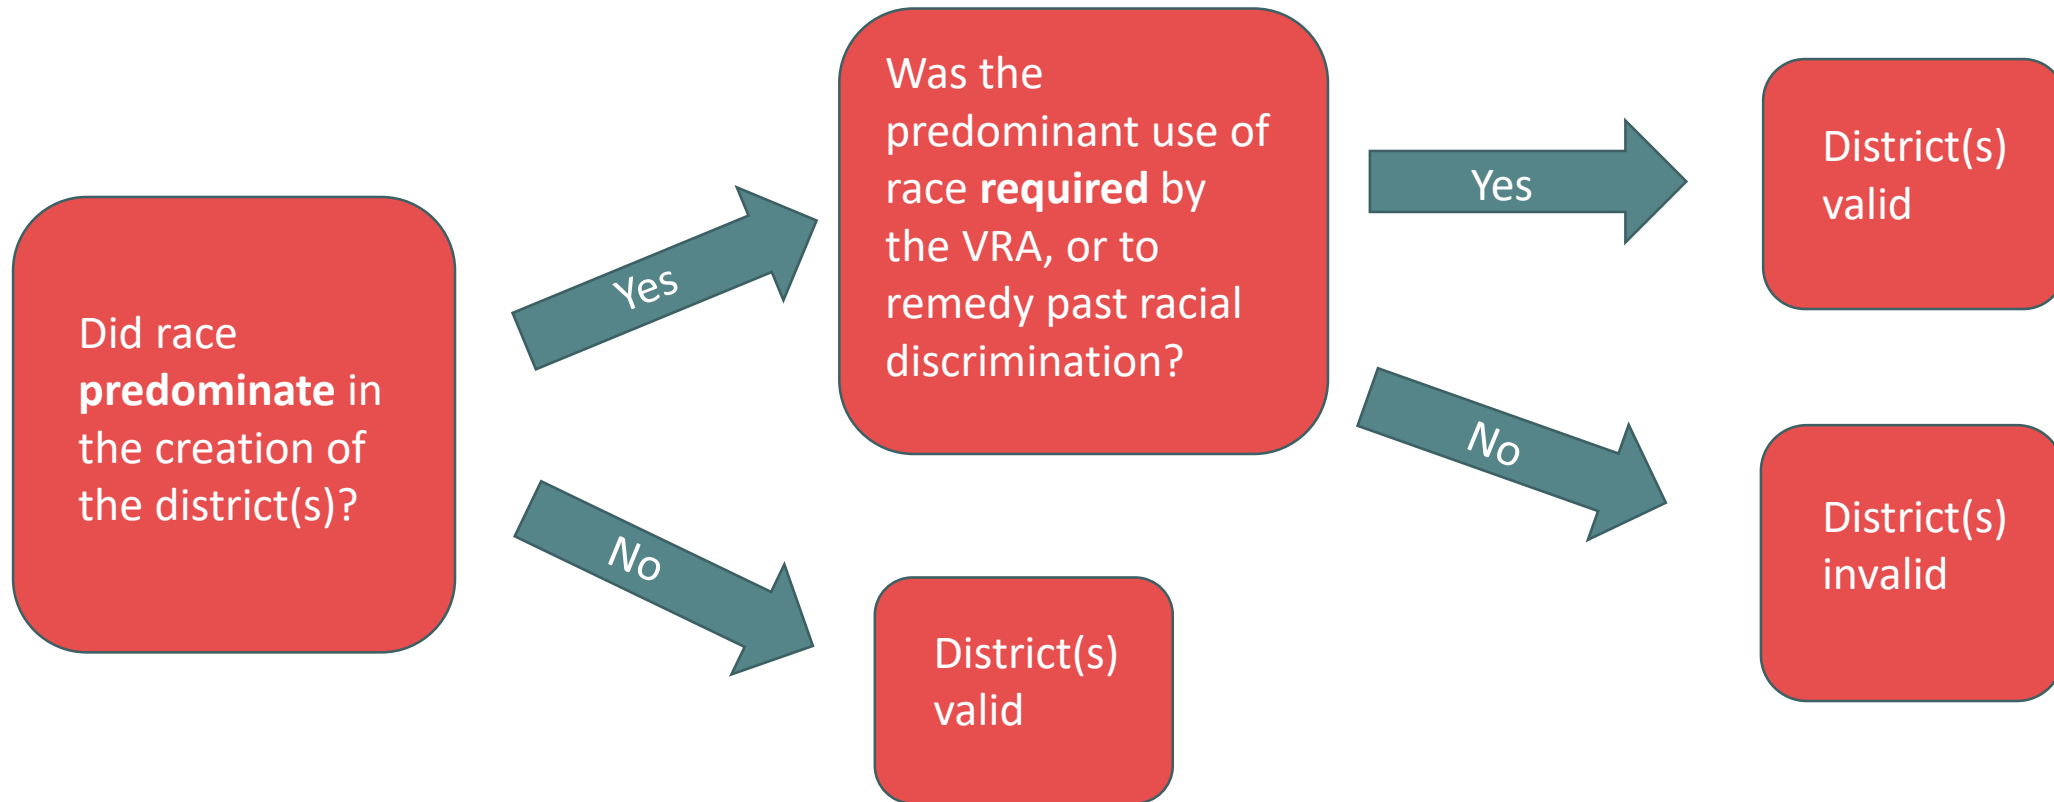 Did race
predominate in
the creation of
the district(s)?
Yes
No
Was the
predominant use of
race required by
the VRA, or to
remedy past racial
discrimination?
District(s)
valid
Yes
No
District(s)
valid
District(s)
invalid